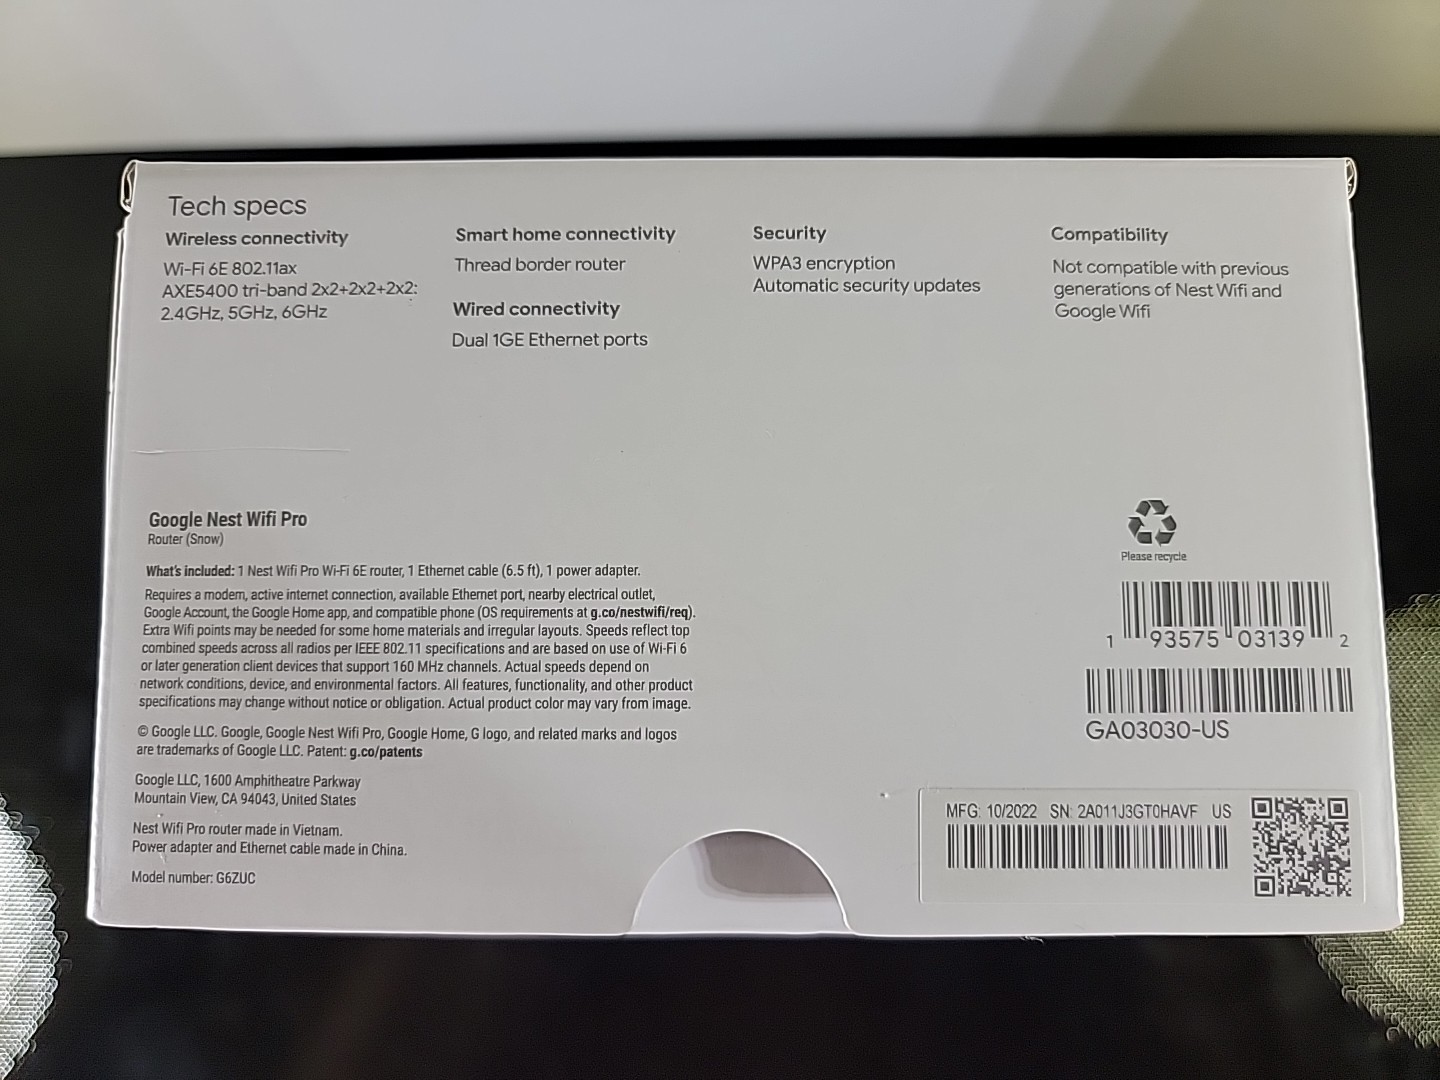 Tech specs
Wireless connectivity
Wi-Fi 6E 802.11ax
AXE5400 tri-band 2x2+2x2+2x2:
2.4GHz, 5GHz, 6GHz
Smart home connectivity
Thread border router
Wired connectivity
Dual 1GE Ethernet ports
Security
WPA3 encryption
Automatic security updates
Compatibility
Not compatible with previous
generations of Nest Wifi and
Google Wifi
Google Nest Wifi Pro
Router (Snow)
What's included: 1 Nest Wifi Pro Wi-Fi 6E router, 1 Ethernet cable (6.5 ft), 1 power adapter.
Requires a modem, active internet connection, available Ethernet port, nearby electrical outlet,
Google Account, the Google Home app, and compatible phone (OS requirements at g.co/nestwifi/req).
Extra Wifi points may be needed for some home materials and irregular layouts. Speeds reflect top
combined speeds across all radios per IEEE 802.11 specifications and are based on use of Wi-Fi 6
or later generation client devices that support 160 MHz channels. Actual speeds depend on
network conditions, device, and environmental factors. All features, functionality, and other product
specifications may change without notice or obligation. Actual product color may vary from image.
© Google LLC. Google, Google Nest Wifi Pro, Google Home, G logo, and related marks and logos
are trademarks of Google LLC. Patent: g.co/patents
Google LLC, 1600 Amphitheatre Parkway
Mountain View, CA 94043, United States
Nest Wifi Pro router made in Vietnam.
Power adapter and Ethernet cable made in China.
Model number: G6ZUC
Please recycle
1 93575 03139 2
GA03030-US
MFG: 10/2022 SN: 2A011J3GT0HAVF US